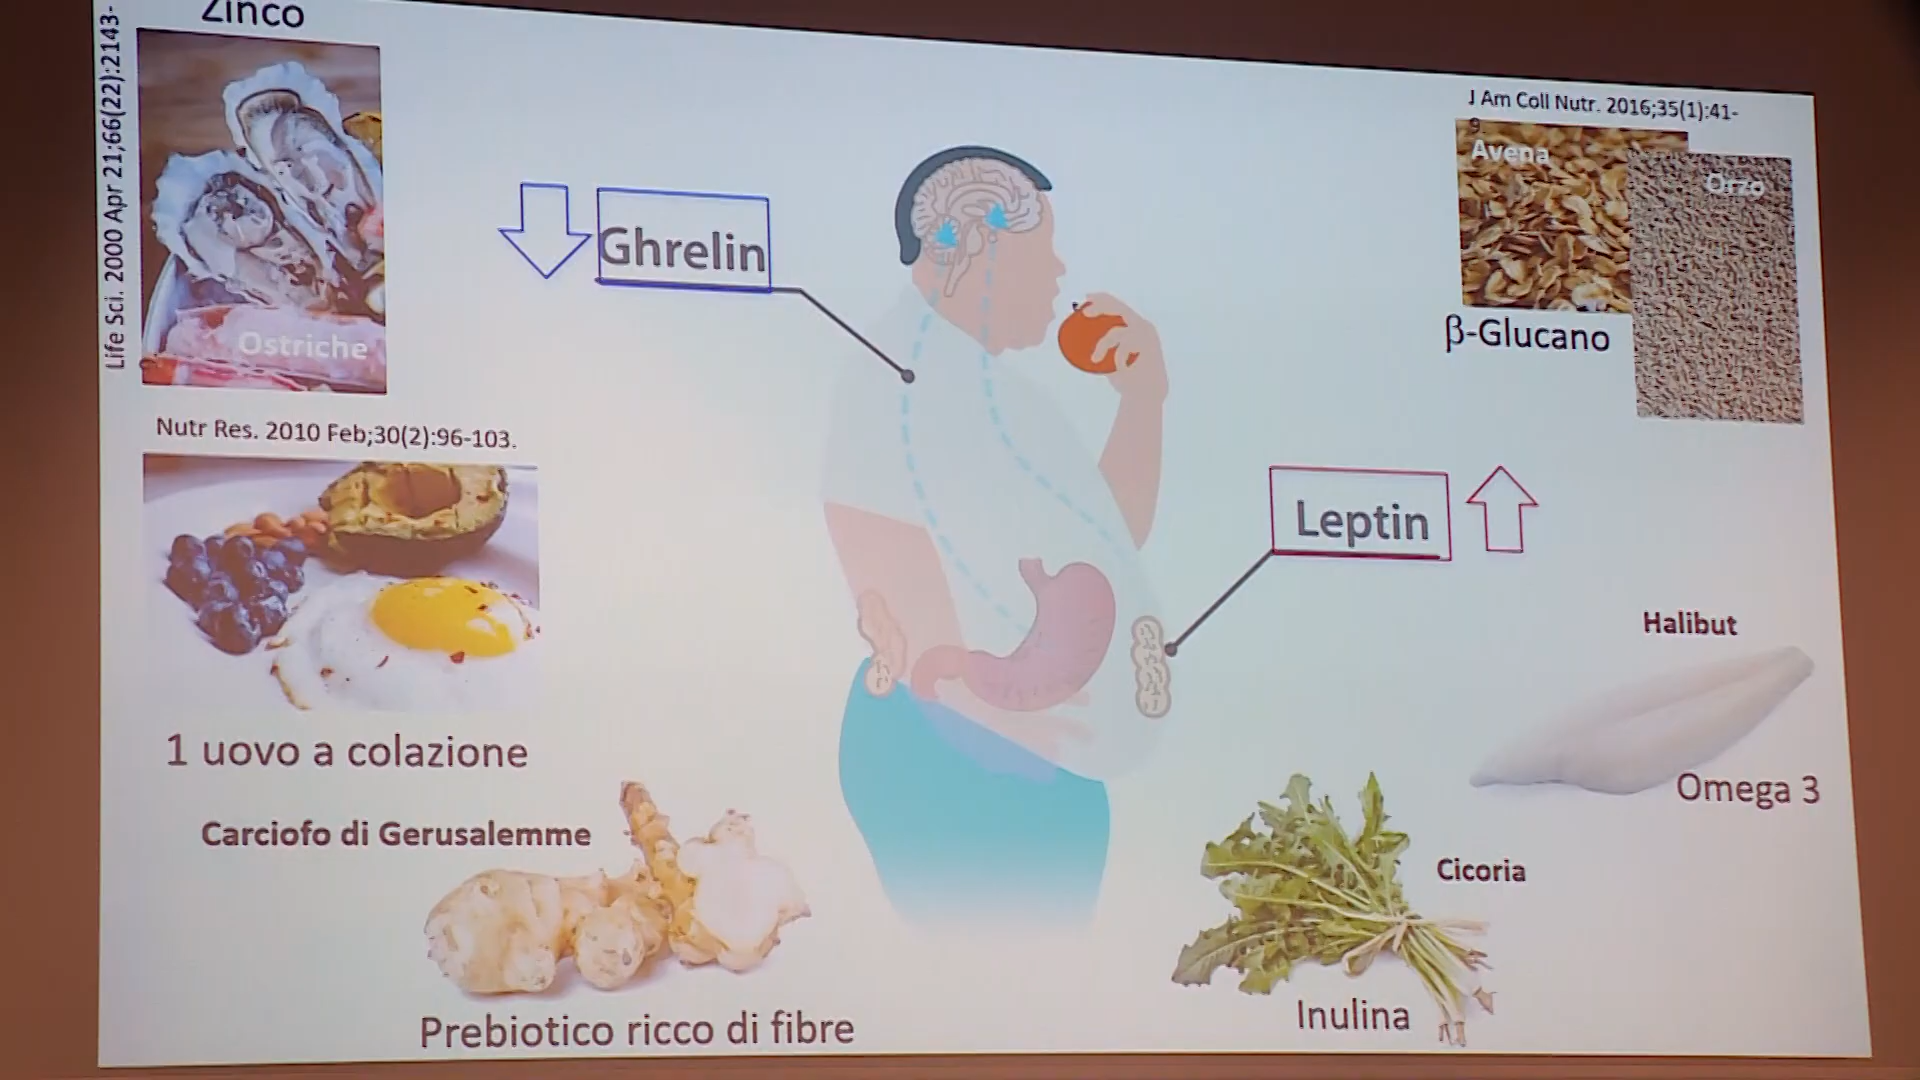 Zinco
Life Sci. 2000 Apr 21;66(22):2143-
Ostriche
Nutr Res. 2010 Feb;30(2):96-103.
1 uovo a colazione
Carciofo di Gerusalemme
Prebiotico ricco di fibre
Ghrelin
Leptin
J Am Coll Nutr. 2016;35(1):41-
9.
Avena
Orzo
β-Glucano
Halibut
Omega 3
Cicoria
Inulina